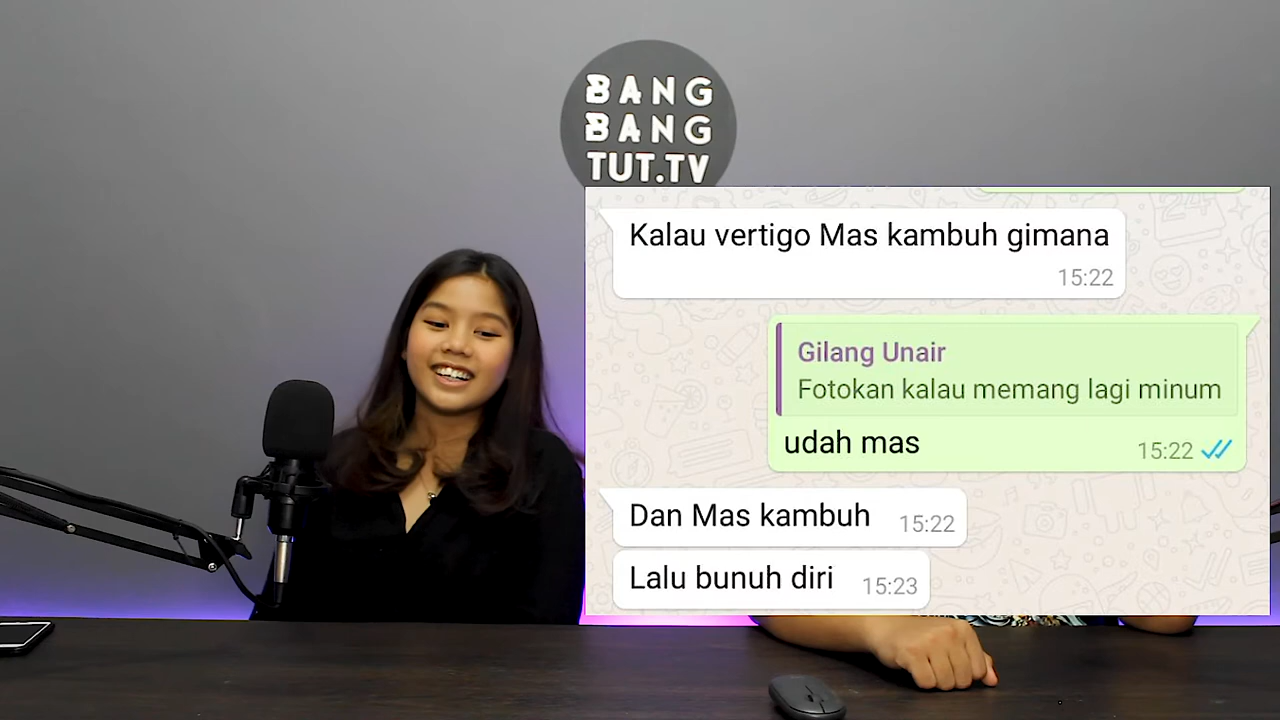 BANG
BANG
TUT.TV
Kalau vertigo Mas kambuh gimana
15:22
Gilang Unair
Fotokan kalau memang lagi minum
udah mas
15:22
Dan Mas kambuh
15:22
Lalu bunuh diri
15:23